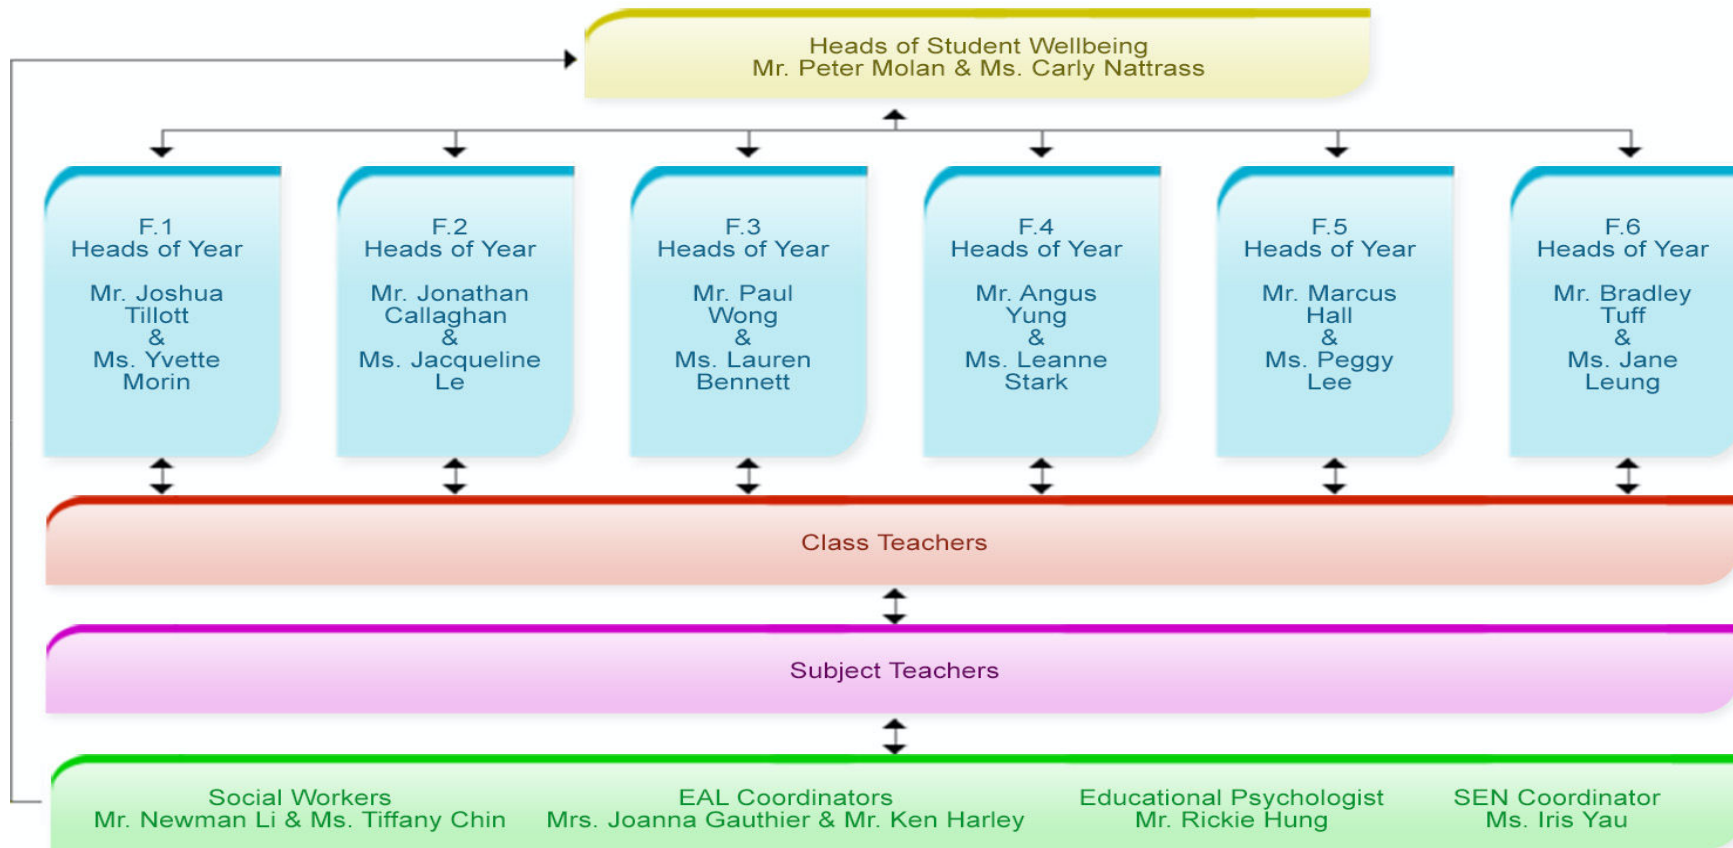 Heads of Student Wellbeing
Mr. Peter Molan & Ms. Carly Nattrass
F.1
Heads of Year
Mr. Joshua
Tillott
&
Ms. Yvette
Morin
F.2
Heads of Year
Mr. Jonathan
Callaghan
&
Ms. Jacqueline
Le
F.3
Heads of Year
Mr. Paul
Wong
&
Ms. Lauren
Bennett
F.4
Heads of Year
Mr. Angus
Yung
&
Ms. Leanne
Stark
F.5
Heads of Year
Mr. Marcus
Hall
&
Ms. Peggy
Lee
F.6
Heads of Year
Mr. Bradley
Tuff
&
Ms. Jane
Leung
Class Teachers
Subject Teachers
Social Workers
Mr. Newman Li & Ms. Tiffany Chin
EAL Coordinators
Mrs. Joanna Gauthier & Mr. Ken Harley
Educational Psychologist
Mr. Rickie Hung
SEN Coordinator
Ms. Iris Yau